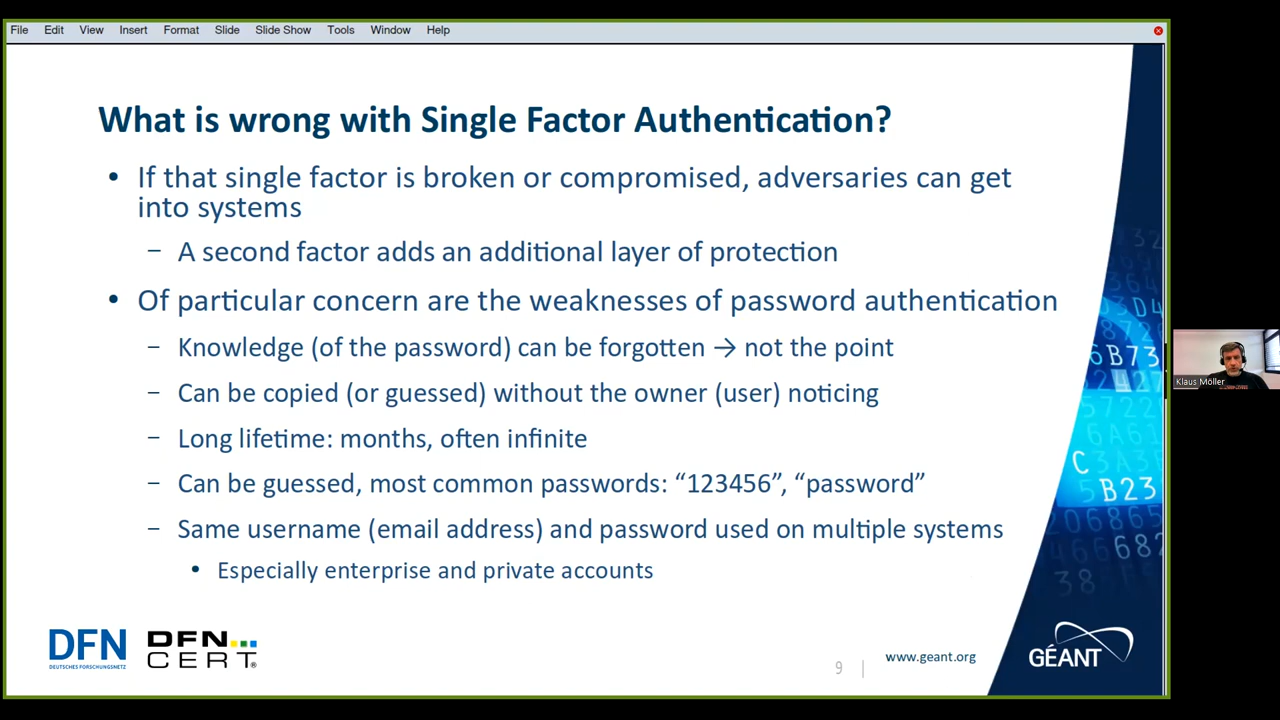 File Edit View Insert Format Slide Slide Show Tools Window Help
What is wrong with Single Factor Authentication?
• If that single factor is broken or compromised, adversaries can get
into systems
– A second factor adds an additional layer of protection
• Of particular concern are the weaknesses of password authentication
– Knowledge (of the password) can be forgotten → not the point
– Can be copied (or guessed) without the owner (user) noticing
– Long lifetime: months, often infinite
– Can be guessed, most common passwords: “123456”, “password”
– Same username (email address) and password used on multiple systems
• Especially enterprise and private accounts
DFN
DEUTSCHES FORSCHUNGSNETZ
DFN
CERT®
9 |
www.geant.org
GÉANT
Klaus Möller
6B73
C
B23